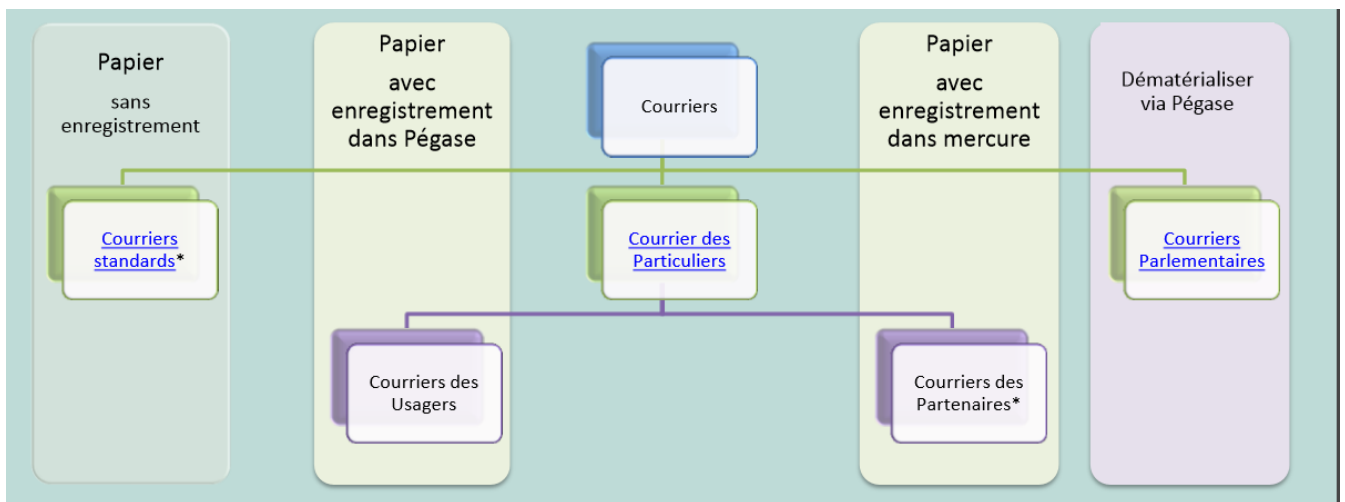 Papier
sans
enregistrement
Papier
avec
enregistrement
dans Pégase
Courriers
Papier
avec
enregistrement
dans mercure
Dématérialiser
via Pégase
Courriers
standards*
Courrier des
Particuliers
Courriers
Parlementaires
Courriers des
Usagers
Courriers des
Partenaires*